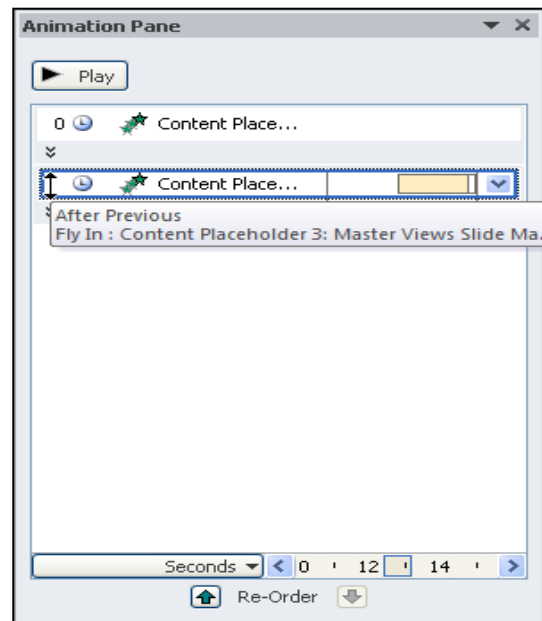 Animation Pane
Play
0 Content Place...
Content Place...
After Previous
Fly In : Content Placeholder 3: Master Views Slide Ma.
Seconds 0 12 14
Re-Order